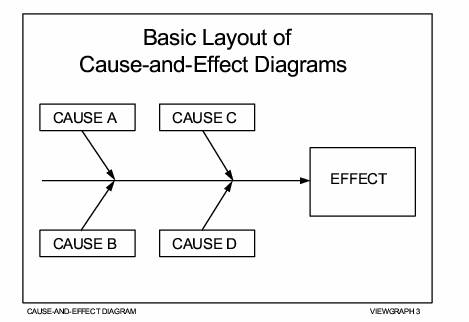 Basic Layout of
Cause-and-Effect Diagrams
CAUSE A
CAUSE C
EFFECT
CAUSE B
CAUSE D
CAUSE-AND-EFFECT DIAGRAM
VIEWGRAPH 3